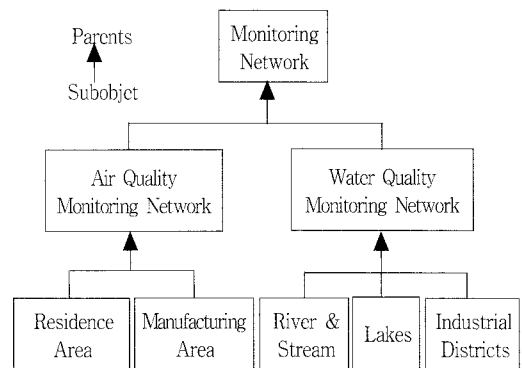 Parents
Subobjct
Monitoring
Network
Air Quality
Monitoring Network
Water Quality
Monitoring Network
Residence
Area
Manufacturing
Area
River &
Stream
Lakes
Industrial
Districts